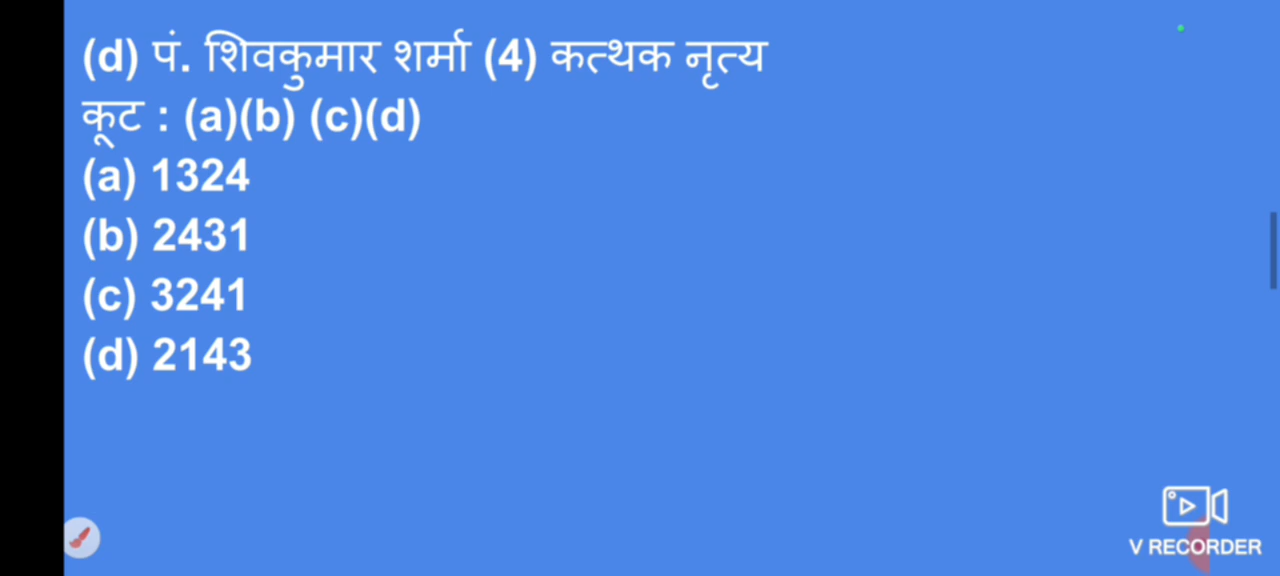 (d) पं. शिवकुमार शर्मा (4) कत्थक नृत्य
कूट : (a)(b) (c)(d)
(a) 1324
(b) 2431
(c) 3241
(d) 2143
V RECORDER